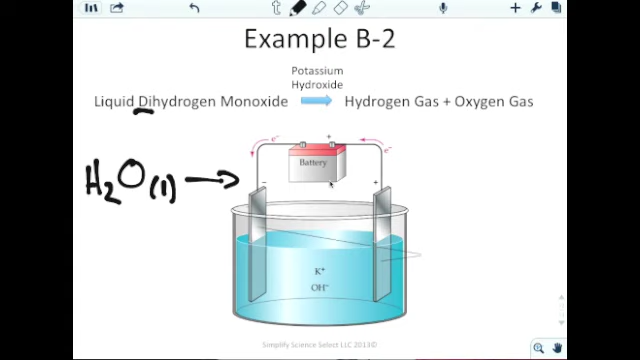 Example B-2
Potassium
Hydroxide
Liquid Dihydrogen Monoxide
Hydrogen Gas + Oxygen Gas
e⁻
+
e⁻
Battery
H₂O(l)
−
+
K⁺
OH⁻
Simplify Science Select LLC 2013©